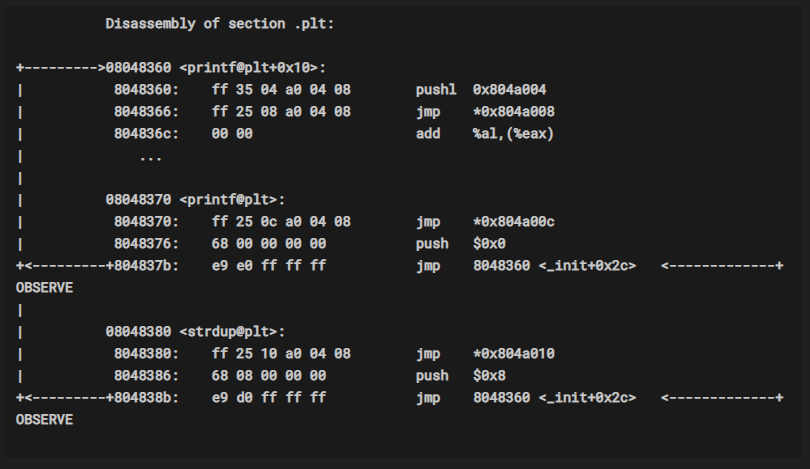 Disassembly of section .plt:
+--------->08048360 <printf@plt+0x10>:
|           8048360:    ff 35 04 a0 04 08        pushl  0x804a004
|           8048366:    ff 25 08 a0 04 08        jmp    *0x804a008
|           804836c:    00 00                    add    %al,(%eax)
|              ...
|
|          08048370 <printf@plt>:
|           8048370:    ff 25 0c a0 04 08        jmp    *0x804a00c
|           8048376:    68 00 00 00 00           push   $0x0
+<---------+804837b:    e9 e0 ff ff ff           jmp    8048360 <_init+0x2c>   <-------------+
OBSERVE
|
|          08048380 <strdup@plt>:
|           8048380:    ff 25 10 a0 04 08        jmp    *0x804a010
|           8048386:    68 08 00 00 00           push   $0x8
+<---------+804838b:    e9 d0 ff ff ff           jmp    8048360 <_init+0x2c>   <-------------+
OBSERVE